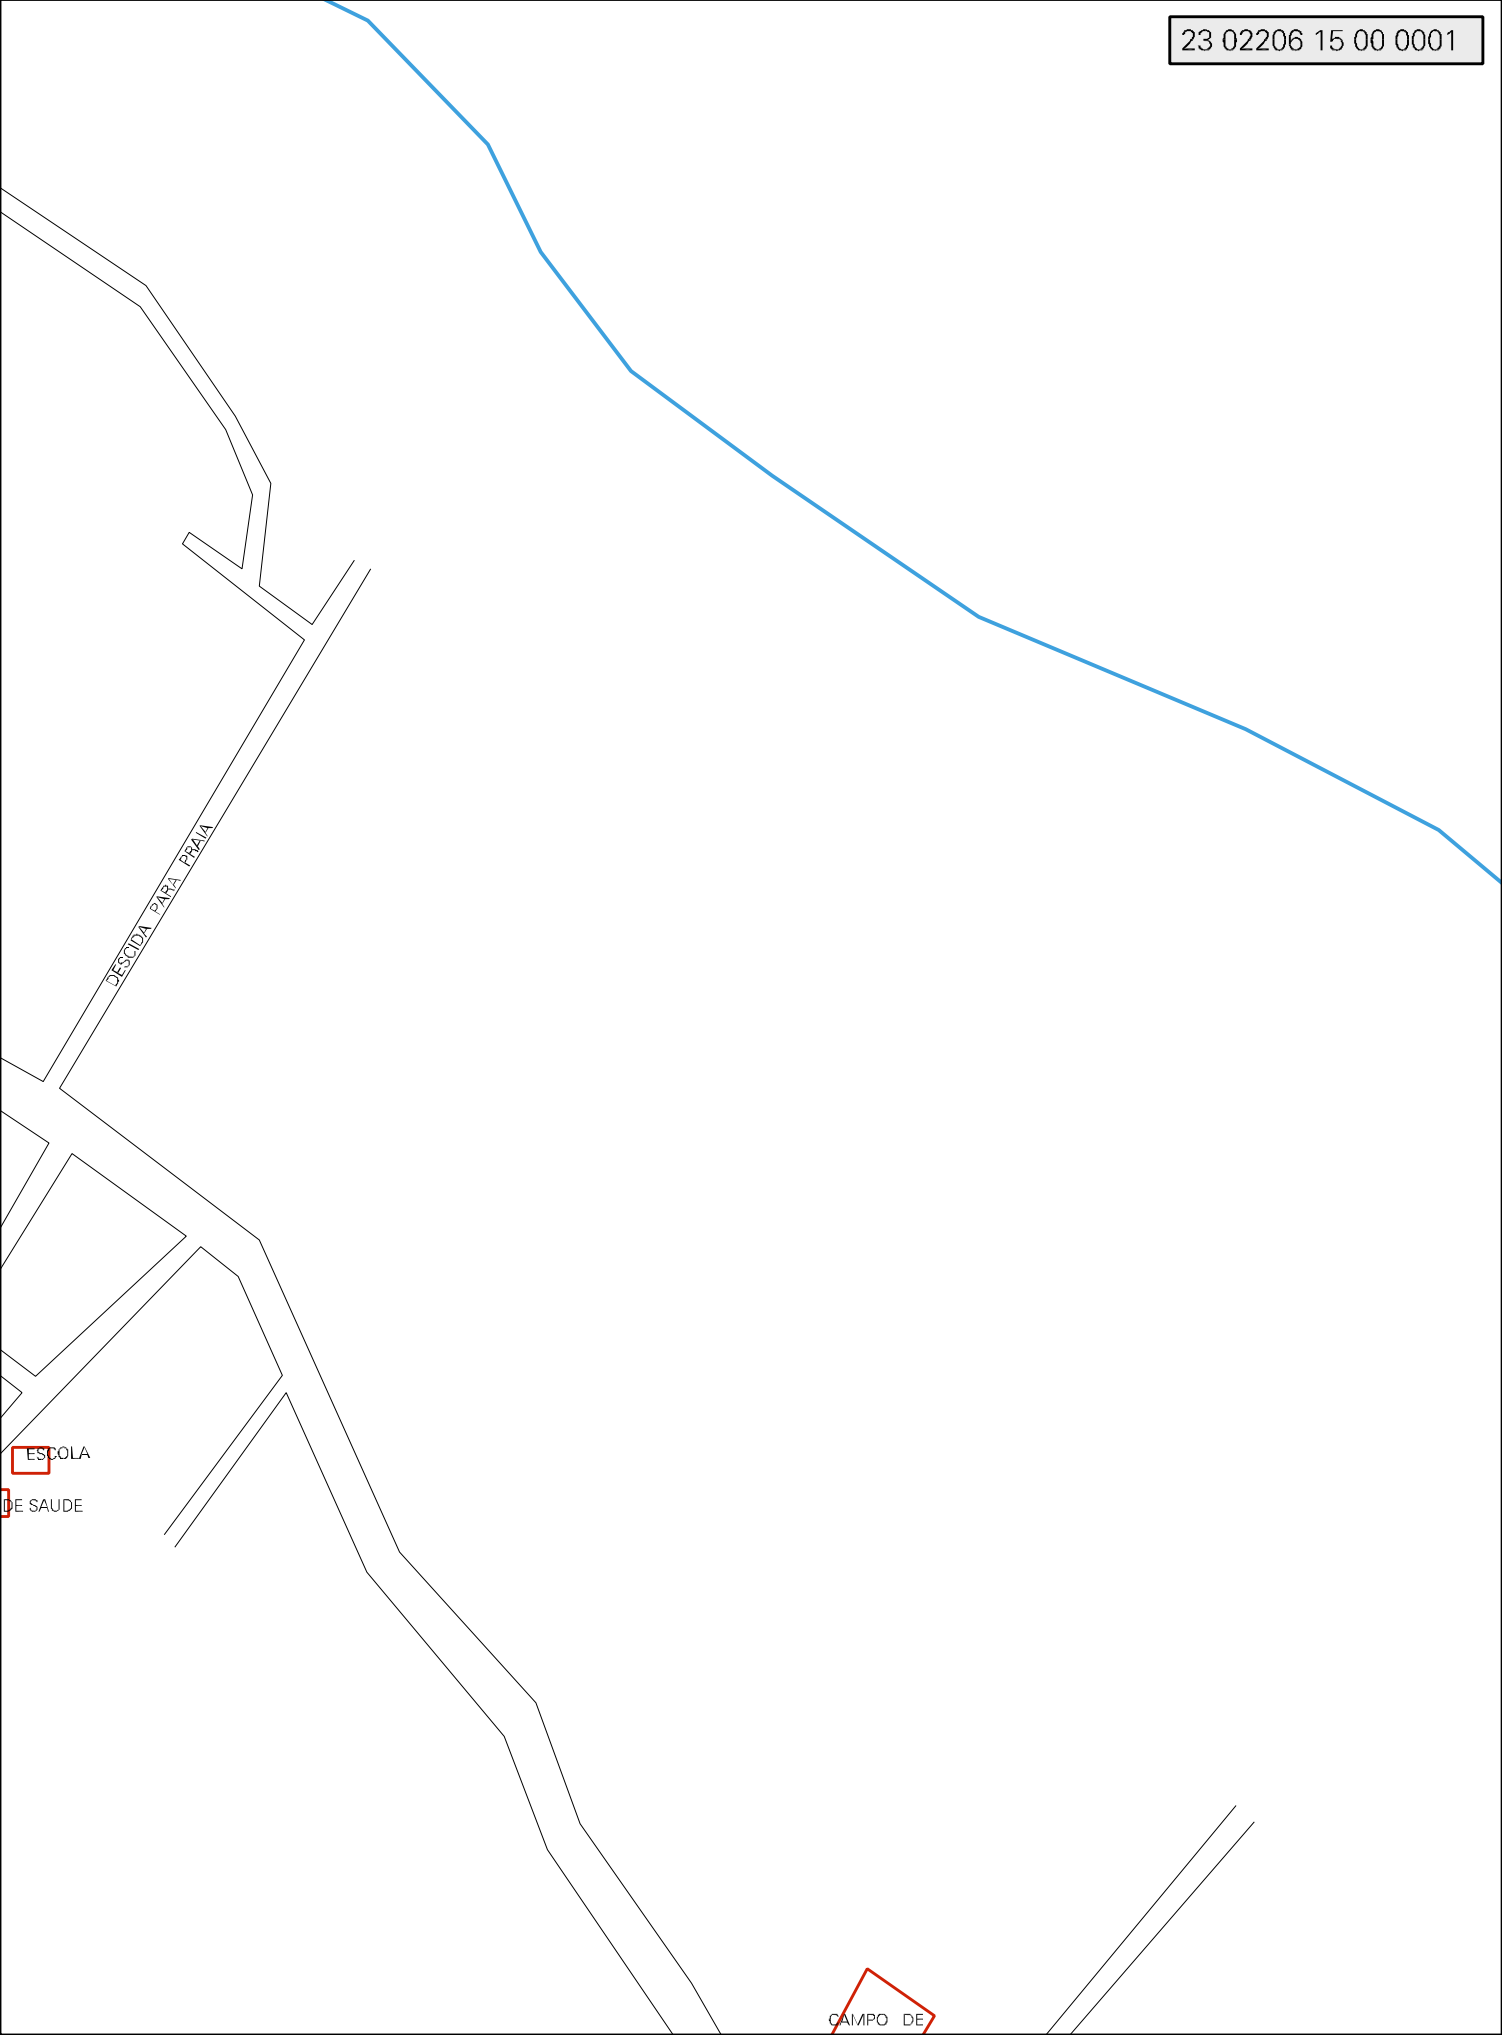 23 02206 15 00 0001
DESCIDA PARA PRAIA
ESCOLA
DE SAUDE
CAMPO DE